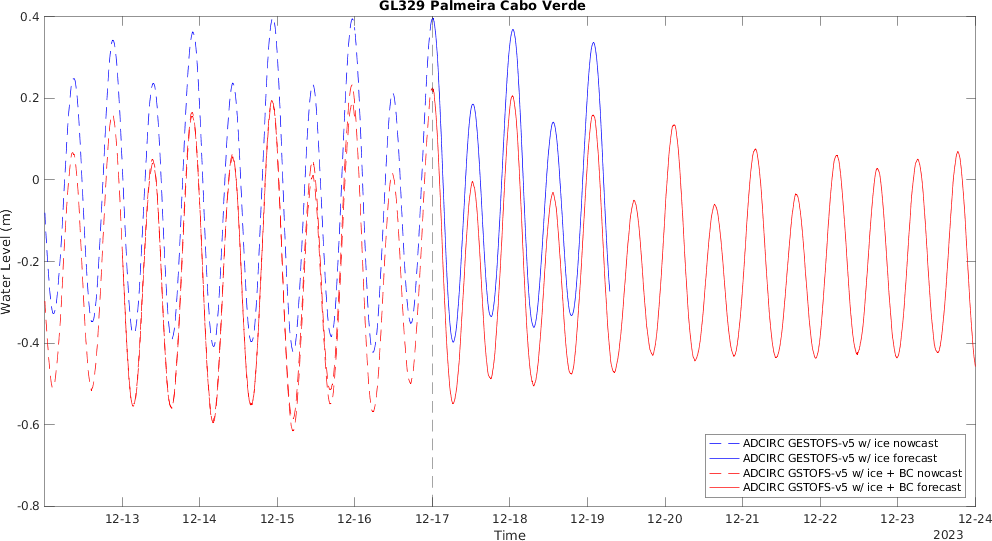 GL329 Palmeira Cabo Verde
0.4
0.2
0
-0.2
-0.4
-0.6
-0.8
Water Level (m)
12-13 12-14 12-15 12-16 12-17 12-18 12-19 12-20 12-21 12-22 12-23 12-24
Time
2023
ADCIRC GESTOFS-v5 w/ ice nowcast
ADCIRC GESTOFS-v5 w/ ice forecast
ADCIRC GSTOFS-v5 w/ ice + BC nowcast
ADCIRC GSTOFS-v5 w/ ice + BC forecast